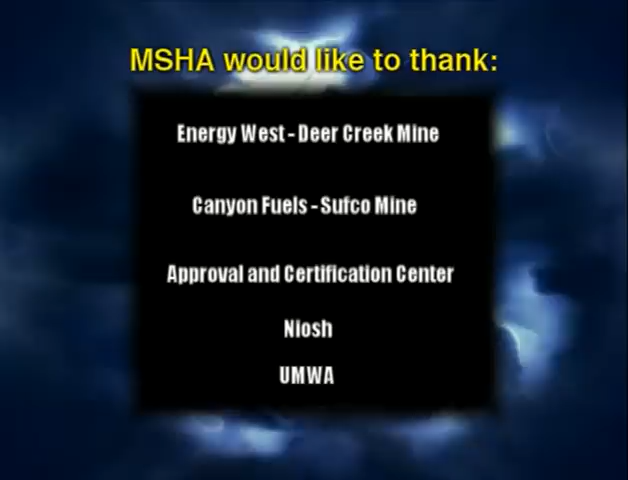 MSHA would like to thank:
Energy West - Deer Creek Mine
Canyon Fuels - Sufco Mine
Approval and Certification Center
Niosh
UMWA